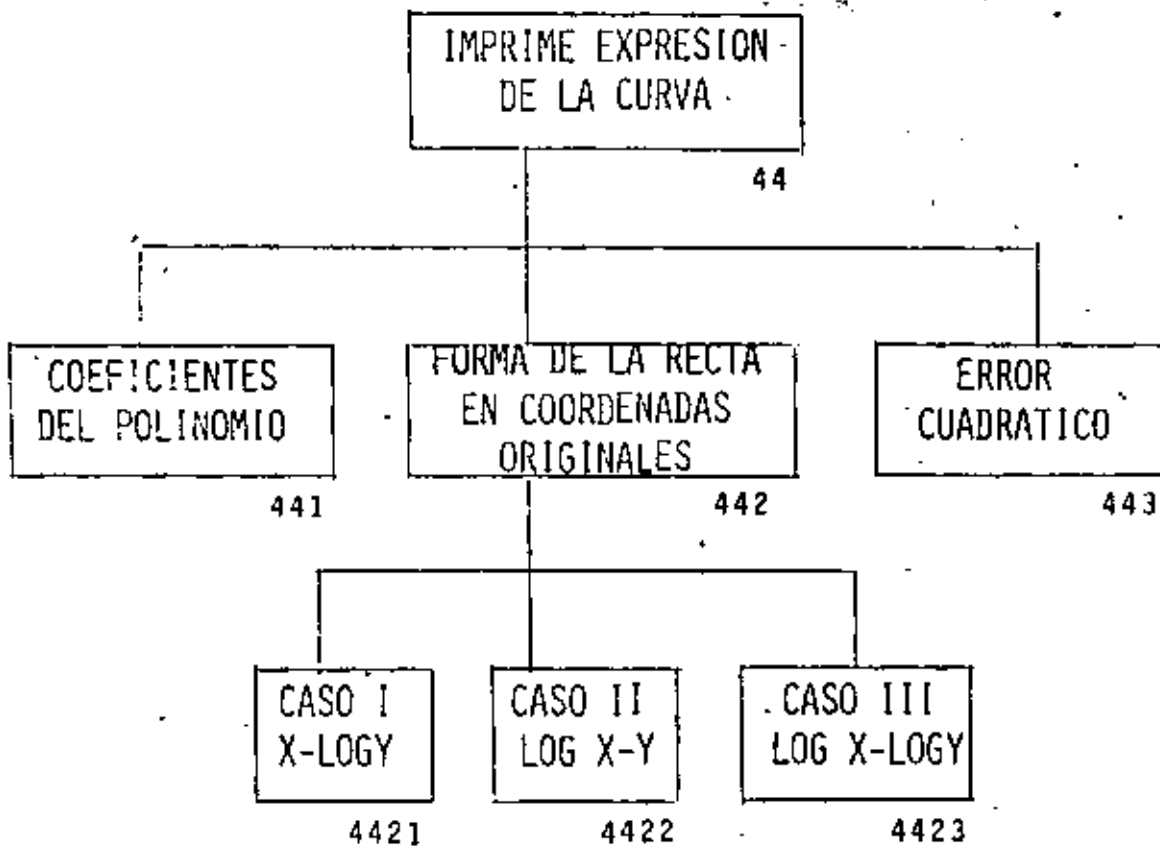 IMPRIME EXPRESION
DE LA CURVA
44
COEFICIENTES
DEL POLINOMIO
441
FORMA DE LA RECTA
EN COORDENADAS
ORIGINALES
442
ERROR
CUADRATICO
443
CASO I
X-LOGY
4421
CASO II
LOG X-Y
4422
CASO III
LOG X-LOGY
4423